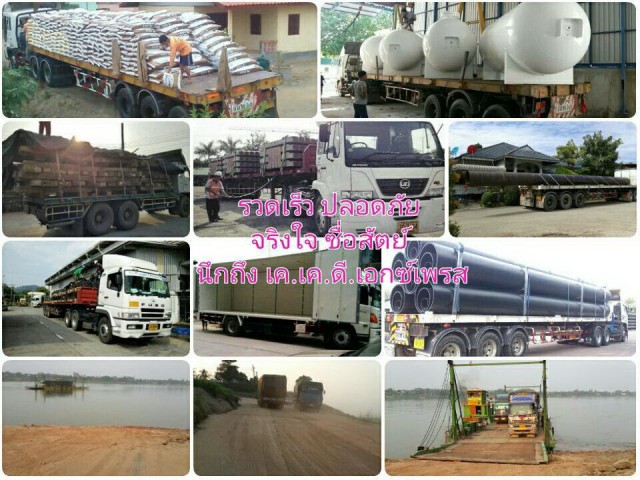 รวดเร็ว ปลอดภัย
จริงใจ ซื่อสัตย์
นึกถึง เค.เค.ดี.เอกซ์เพรส